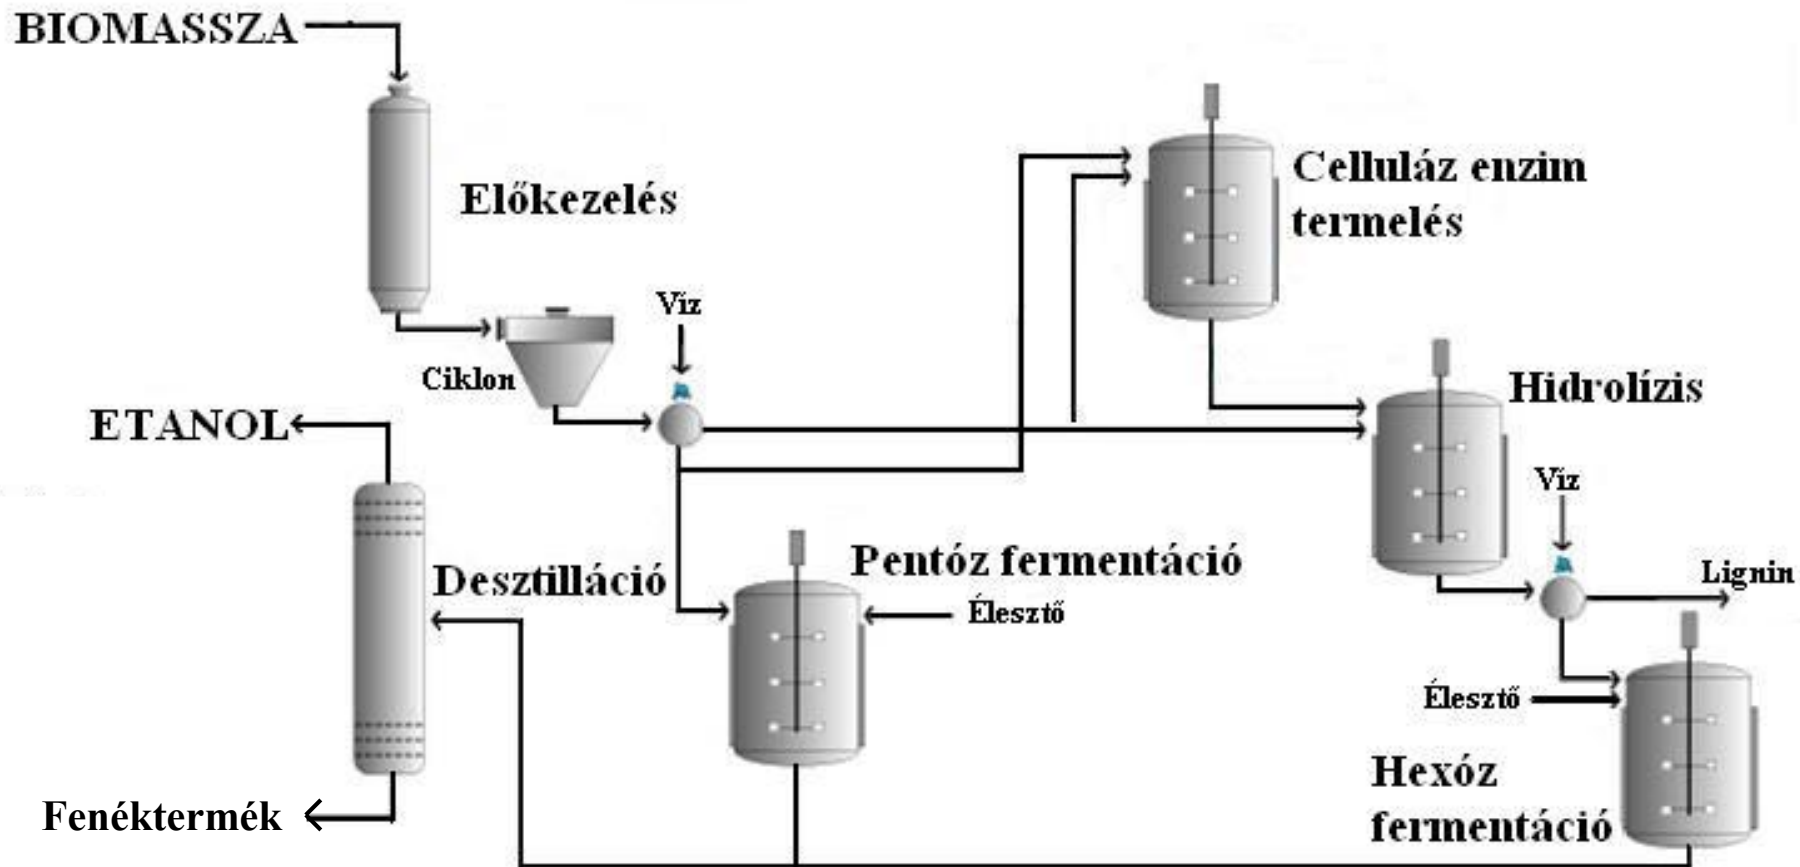 BIOMASSZA
Előkezelés
Celluláz enzim
termelés
Víz
Ciklon
Hidrolízis
ETANOL
Víz
Pentóz fermentáció
Desztilláció
Lignin
Élesztő
Élesztő
Hexóz
fermentáció
Fenéktermék